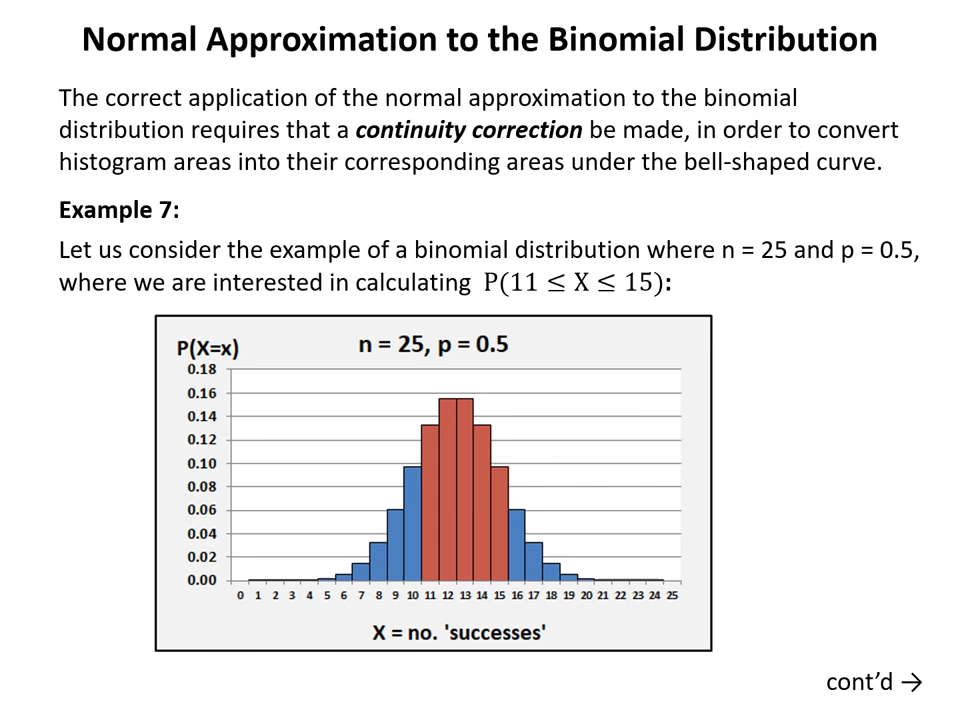 Normal Approximation to the Binomial Distribution
The correct application of the normal approximation to the binomial
distribution requires that a continuity correction be made, in order to convert
histogram areas into their corresponding areas under the bell-shaped curve.
Example 7:
Let us consider the example of a binomial distribution where n = 25 and p = 0.5,
where we are interested in calculating P(11 ≤ X ≤ 15):
P(X=x)
n = 25, p = 0.5
0.18
0.16
0.14
0.12
0.10
0.08
0.06
0.04
0.02
0.00
0 1 2 3 4 5 6 7 8 9 10 11 12 13 14 15 16 17 18 19 20 21 22 23 24 25
X = no. 'successes'
cont’d →